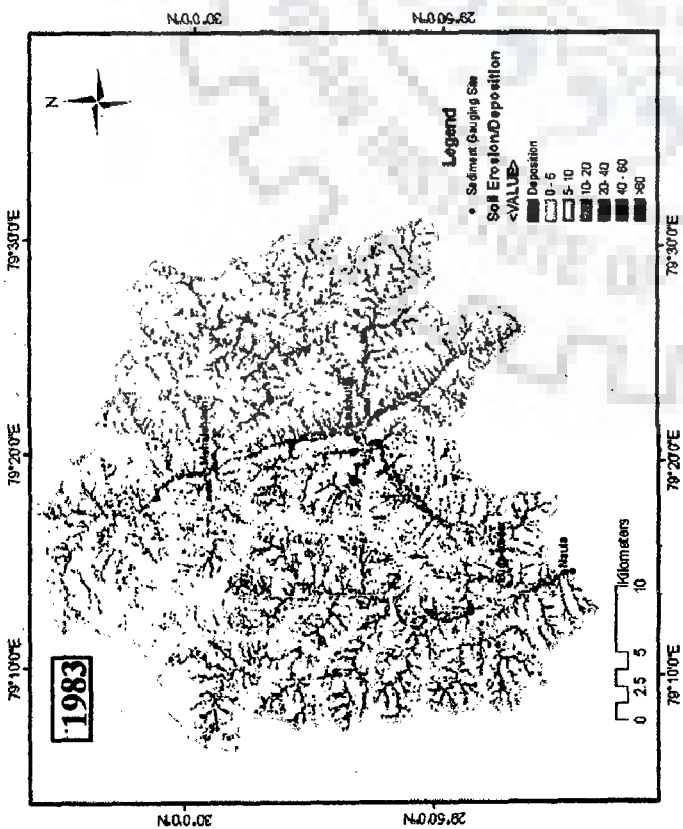 1983
N
79°10'0"E
79°20'0"E
79°30'0"E
30°0'0"N
29°50'0"N
Legend
Sediment Gauging Site
Soil Erosion/Deposition
<VALUE>
Deposition
0-5
5-10
10-20
20-40
40-60
>60
Naula
0 2.5 5 10
Kilometers
30°0'0"N
29°50'0"N
79°10'0"E
79°20'0"E
79°30'0"E